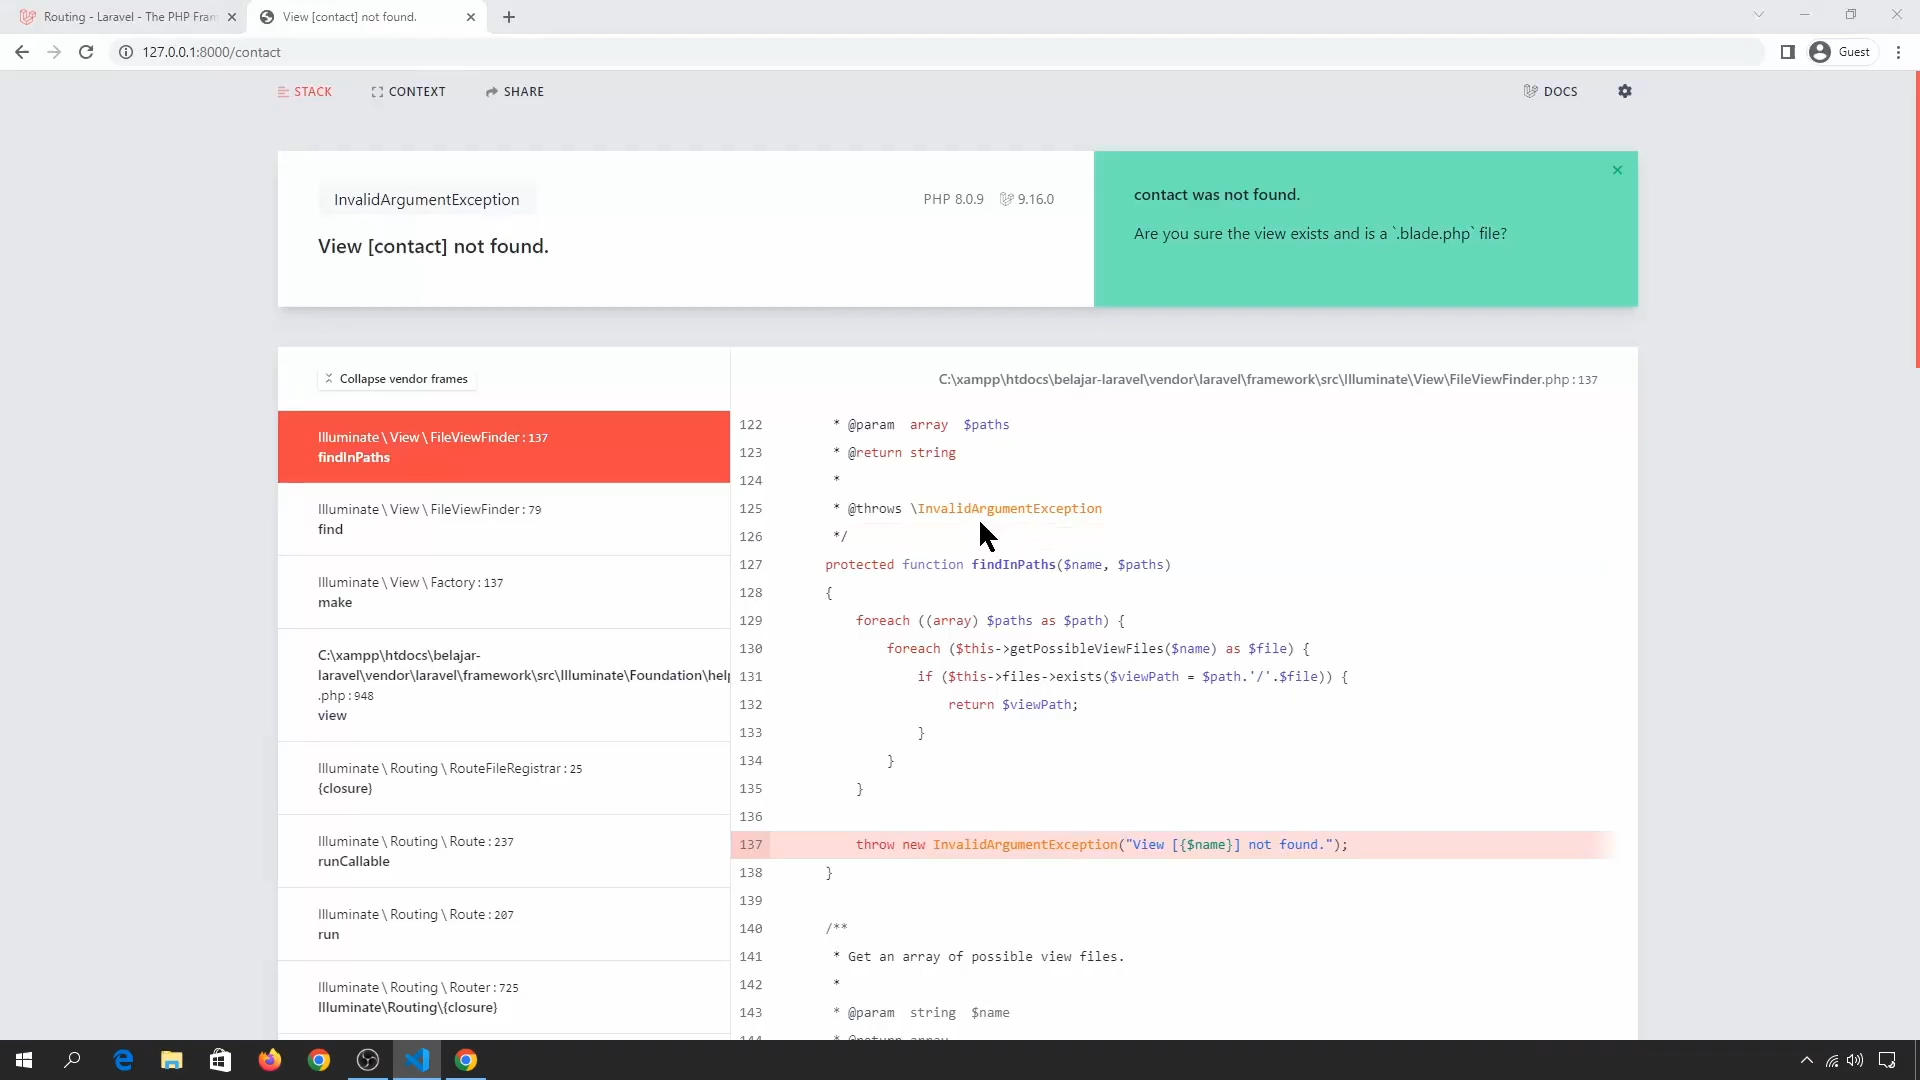 Routing - Laravel - The PHP Fram
View [contact] not found.
127.0.0.1:8000/contact
Guest
STACK
CONTEXT
SHARE
DOCS
InvalidArgumentException
PHP 8.0.9
9.16.0
View [contact] not found.
contact was not found.
Are you sure the view exists and is a `.blade.php` file?
Collapse vendor frames
C:\xampp\htdocs\belajar-laravel\vendor\laravel\framework\src\Illuminate\View\FileViewFinder.php : 137
Illuminate \ View \ FileViewFinder : 137
findInPaths
Illuminate \ View \ FileViewFinder : 79
find
Illuminate \ View \ Factory : 137
make
C:\xampp\htdocs\belajar-
laravel\vendor\laravel\framework\src\Illuminate\Foundation\help
.php : 948
view
Illuminate \ Routing \ RouteFileRegistrar : 25
{closure}
Illuminate \ Routing \ Route : 237
runCallable
Illuminate \ Routing \ Route : 207
run
Illuminate \ Routing \ Router : 725
Illuminate\Routing\{closure}
122 * @param array $paths
123 * @return string
124 *
125 * @throws \InvalidArgumentException
126 */
127 protected function findInPaths($name, $paths)
128 {
129 foreach ((array) $paths as $path) {
130 foreach ($this->getPossibleViewFiles($name) as $file) {
131 if ($this->files->exists($viewPath = $path.'/'.$file)) {
132 return $viewPath;
133 }
134 }
135 }
136
137 throw new InvalidArgumentException("View [{$name}] not found.");
138 }
139
140 /**
141 * Get an array of possible view files.
142 *
143 * @param string $name
144 * @return array